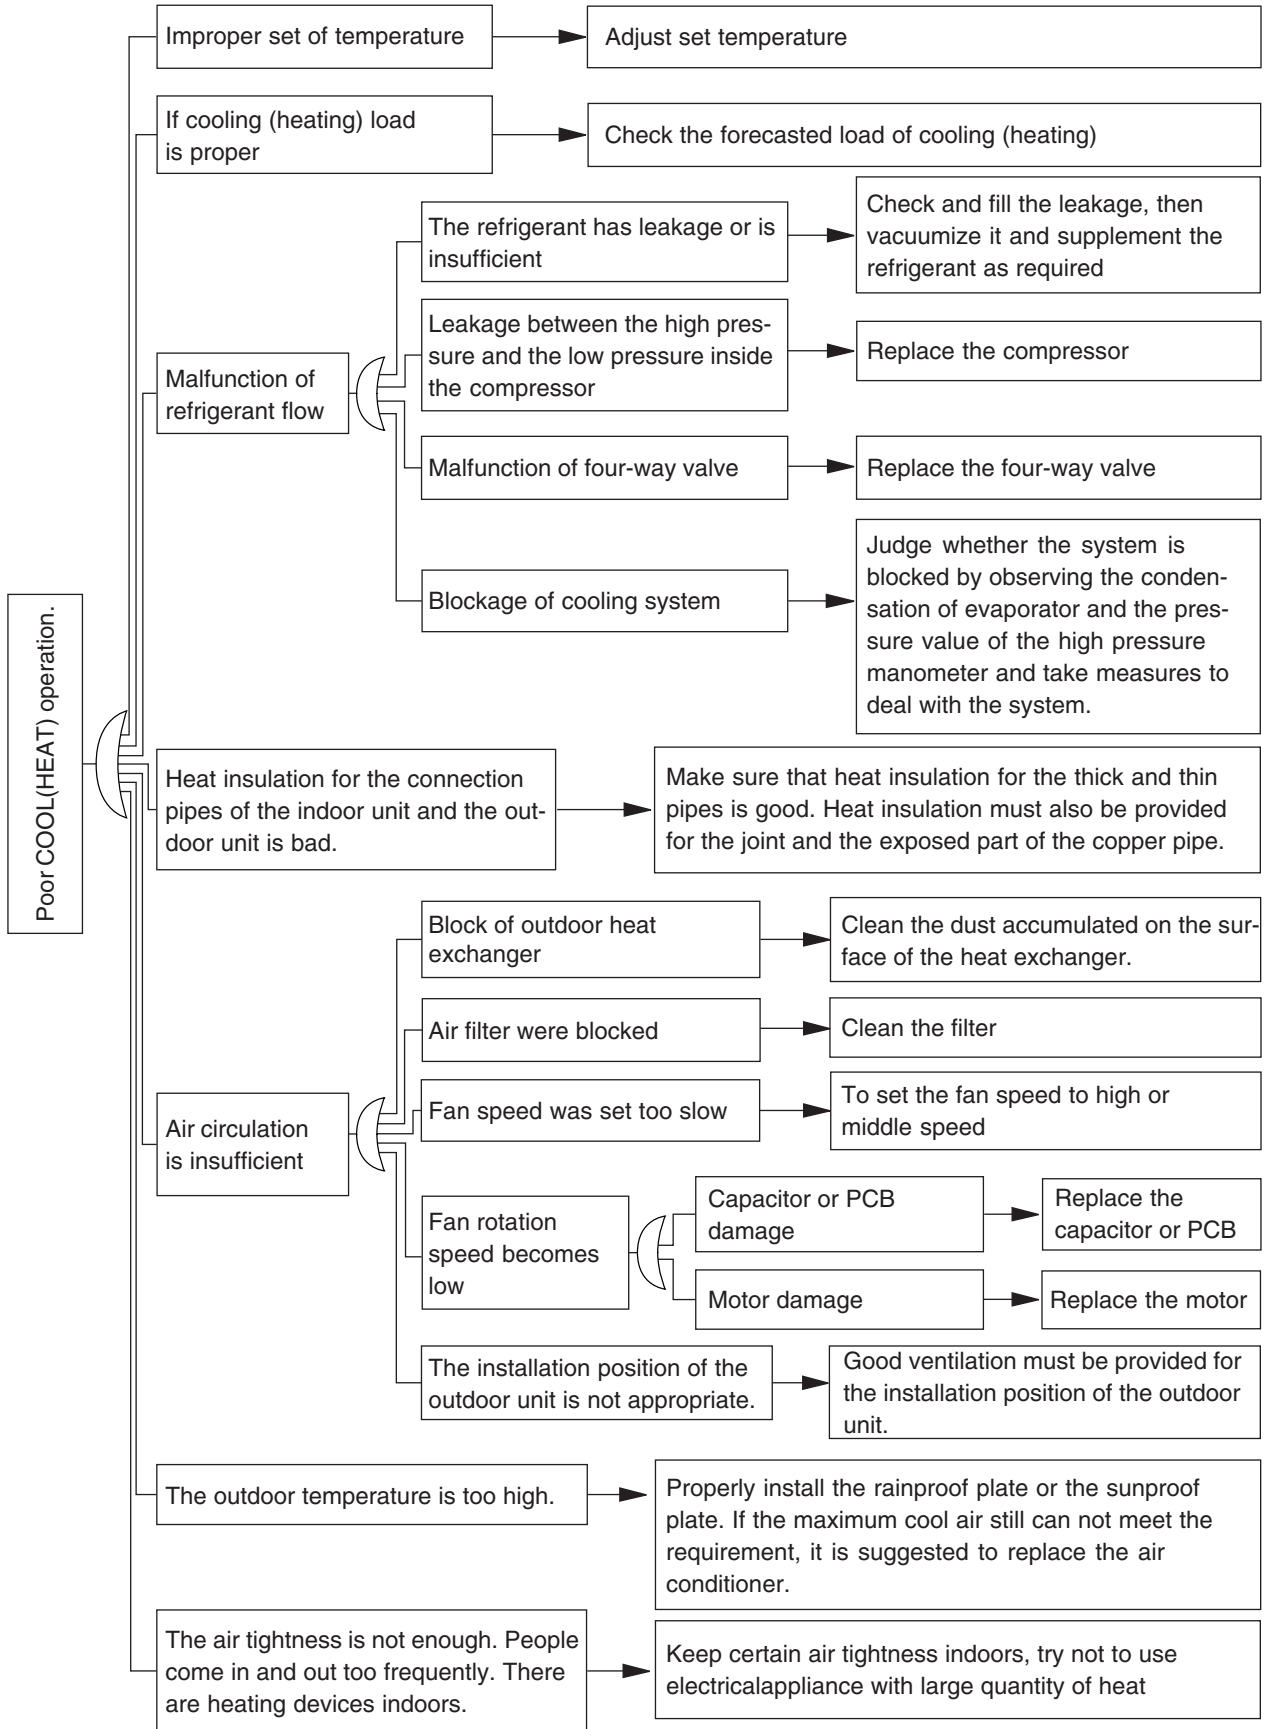 Improper set of temperature
Adjust set temperature
If cooling (heating) load
is proper
Check the forecasted load of cooling (heating)
The refrigerant has leakage or is
insufficient
Check and fill the leakage, then
vacuumize it and supplement the
refrigerant as required
Leakage between the high pres-
sure and the low pressure inside
the compressor
Replace the compressor
Malfunction of
refrigerant flow
Malfunction of four-way valve
Replace the four-way valve
Blockage of cooling system
Judge whether the system is
blocked by observing the conden-
sation of evaporator and the pres-
sure value of the high pressure
manometer and take measures to
deal with the system.
Poor COOL(HEAT) operation.
Heat insulation for the connection
pipes of the indoor unit and the out-
door unit is bad.
Make sure that heat insulation for the thick and thin
pipes is good. Heat insulation must also be provided
for the joint and the exposed part of the copper pipe.
Block of outdoor heat
exchanger
Clean the dust accumulated on the sur-
face of the heat exchanger.
Air filter were blocked
Clean the filter
Air circulation
is insufficient
Fan speed was set too slow
To set the fan speed to high or
middle speed
Fan rotation
speed becomes
low
Capacitor or PCB
damage
Replace the
capacitor or PCB
Motor damage
Replace the motor
The installation position of the
outdoor unit is not appropriate.
Good ventilation must be provided for
the installation position of the outdoor
unit.
The outdoor temperature is too high.
Properly install the rainproof plate or the sunproof
plate. If the maximum cool air still can not meet the
requirement, it is suggested to replace the air
conditioner.
The air tightness is not enough. People
come in and out too frequently. There
are heating devices indoors.
Keep certain air tightness indoors, try not to use
electricalappliance with large quantity of heat